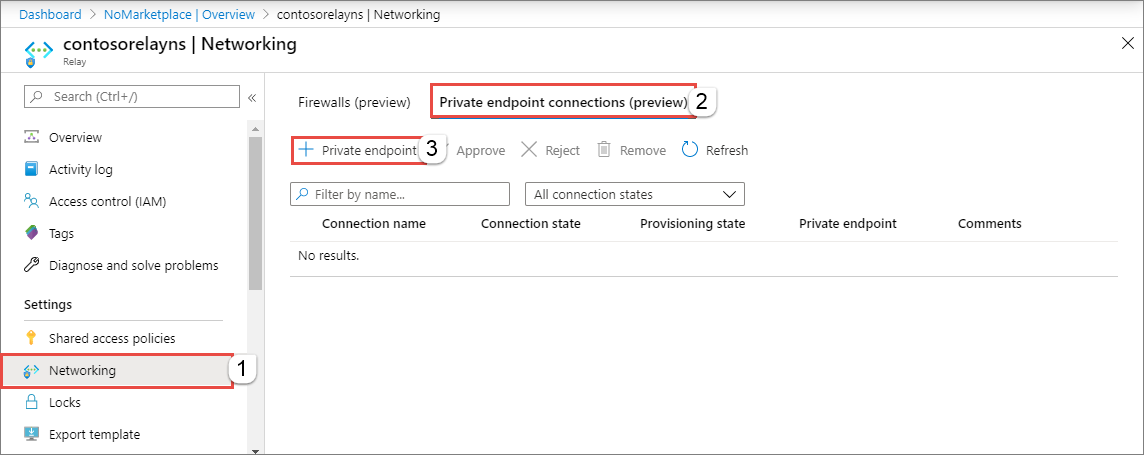 Dashboard > NoMarketplace | Overview > contosorelayns | Networking
contosorelayns | Networking
Relay
Search (Ctrl+/)
Overview
Activity log
Access control (IAM)
Tags
Diagnose and solve problems
Settings
Shared access policies
Networking 1
Locks
Export template
Firewalls (preview) Private endpoint connections (preview) 2
Private endpoint 3 Approve Reject Remove Refresh
Filter by name... All connection states
Connection name Connection state Provisioning state Private endpoint Comments
No results.